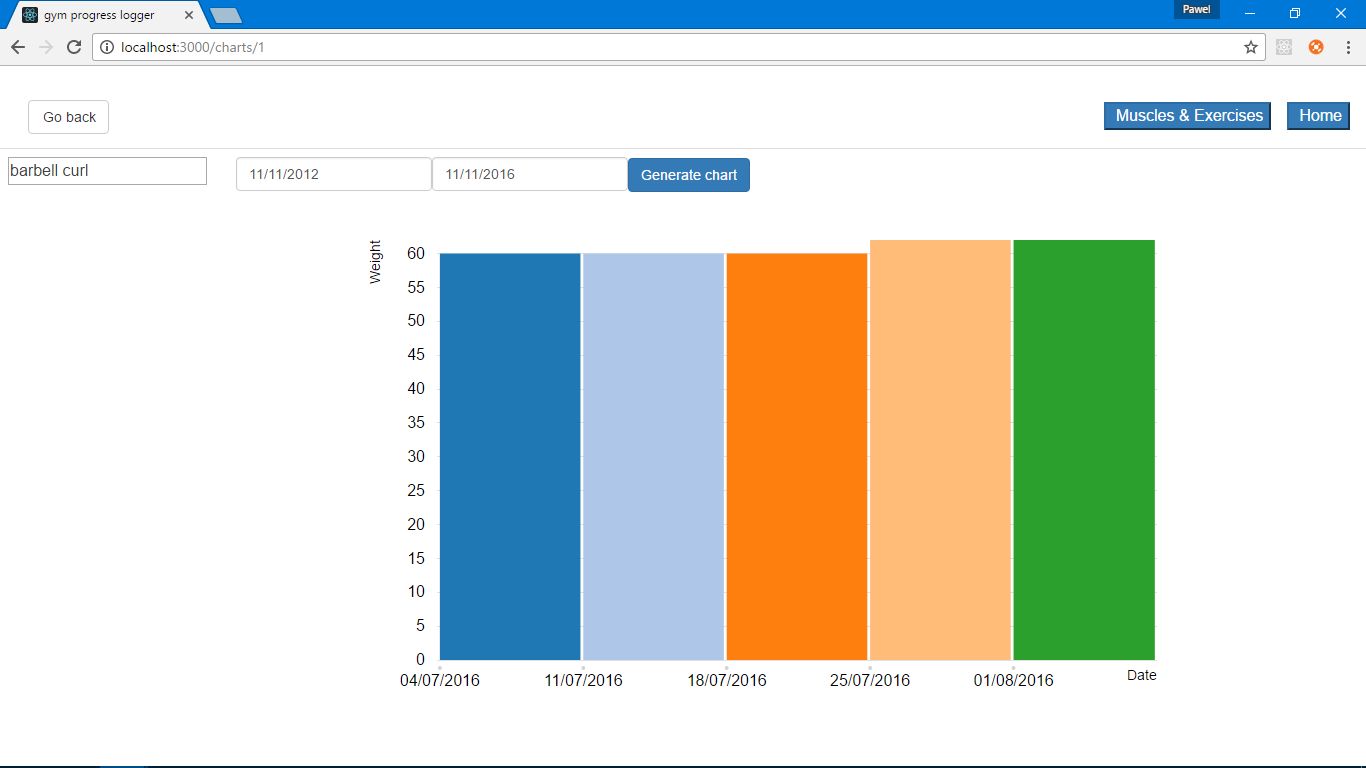 gym progress logger
Pawel
localhost:3000/charts/1
Go back
Muscles & Exercises
Home
barbell curl
11/11/2012
11/11/2016
Generate chart
Weight
60
55
50
45
40
35
30
25
20
15
10
5
0
04/07/2016
11/07/2016
18/07/2016
25/07/2016
01/08/2016
Date